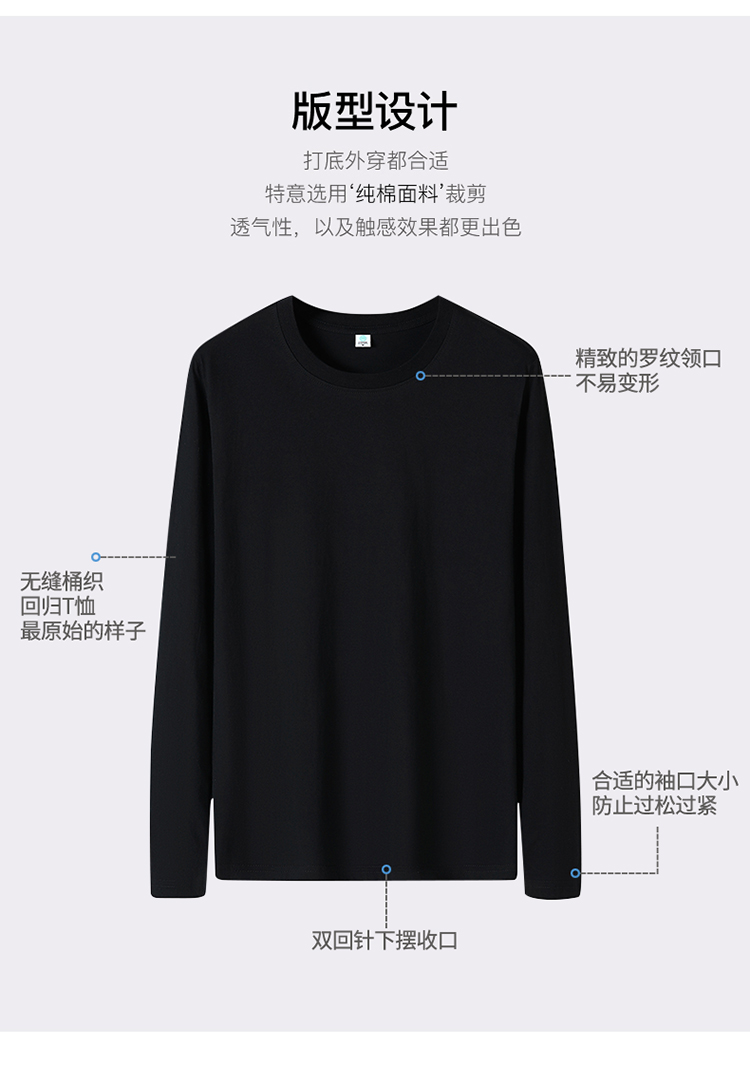 版型设计
打底外穿都合适
特意选用‘纯棉面料’裁剪
透气性，以及触感效果都更出色
精致的罗纹领口
不易变形
无缝桶织
回归T恤
最原始的样子
合适的袖口大小
防止过松过紧
双回针下摆收口